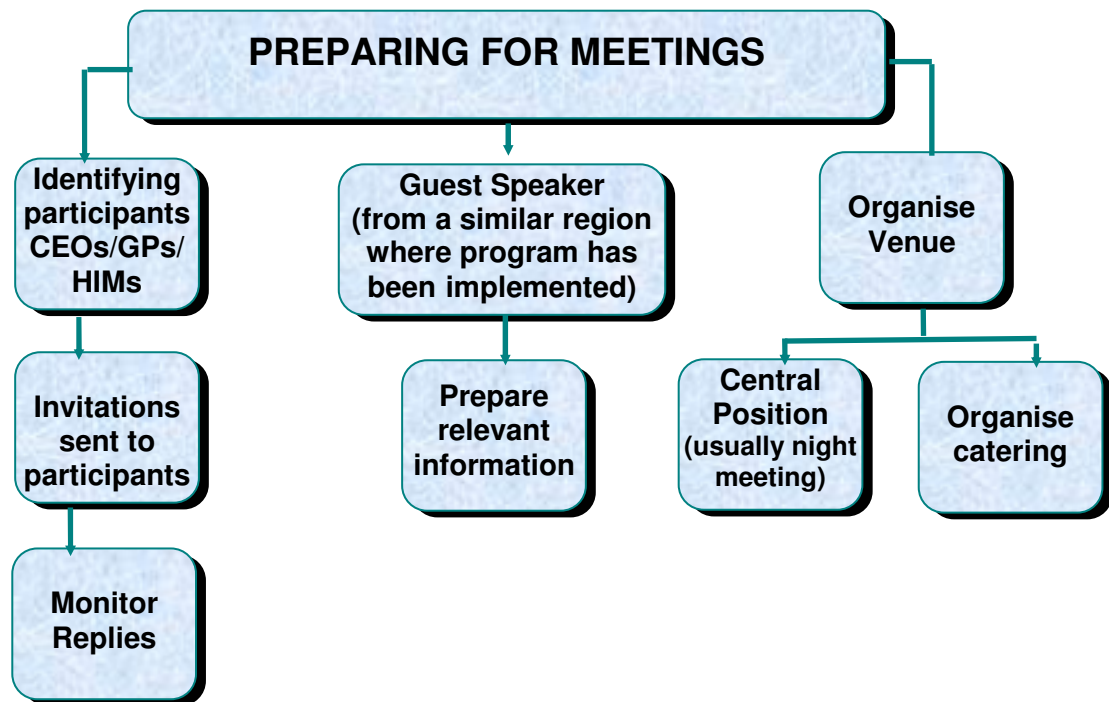 PREPARING FOR MEETINGS
Identifying
participants
CEOs/GPs/
HIMs
Guest Speaker
(from a similar region
where program has
been implemented)
Organise
Venue
Invitations
sent to
participants
Prepare
relevant
information
Central
Position
(usually night
meeting)
Organise
catering
Monitor
Replies